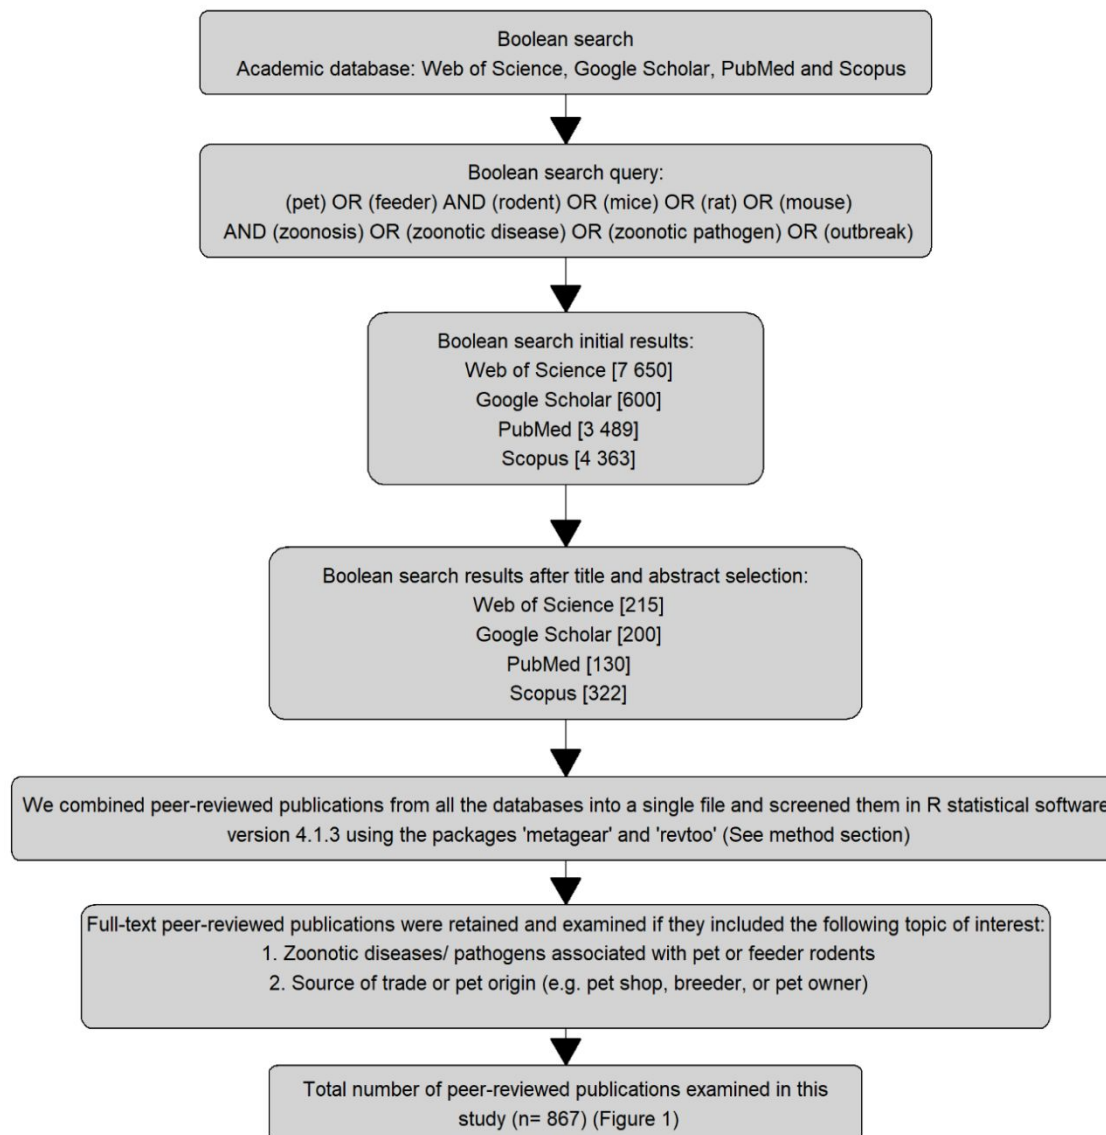 Boolean search
Academic database: Web of Science, Google Scholar, PubMed and Scopus
Boolean search query:
(pet) OR (feeder) AND (rodent) OR (mice) OR (rat) OR (mouse)
AND (zoonosis) OR (zoonotic disease) OR (zoonotic pathogen) OR (outbreak)
Boolean search initial results:
Web of Science [7 650]
Google Scholar [600]
PubMed [3 489]
Scopus [4 363]
Boolean search results after title and abstract selection:
Web of Science [215]
Google Scholar [200]
PubMed [130]
Scopus [322]
We combined peer-reviewed publications from all the databases into a single file and screened them in R statistical software
version 4.1.3 using the packages 'metagear' and 'revtoo' (See method section)
Full-text peer-reviewed publications were retained and examined if they included the following topic of interest:
1. Zoonotic diseases/ pathogens associated with pet or feeder rodents
2. Source of trade or pet origin (e.g. pet shop, breeder, or pet owner)
Total number of peer-reviewed publications examined in this
study (n= 867) (Figure 1)